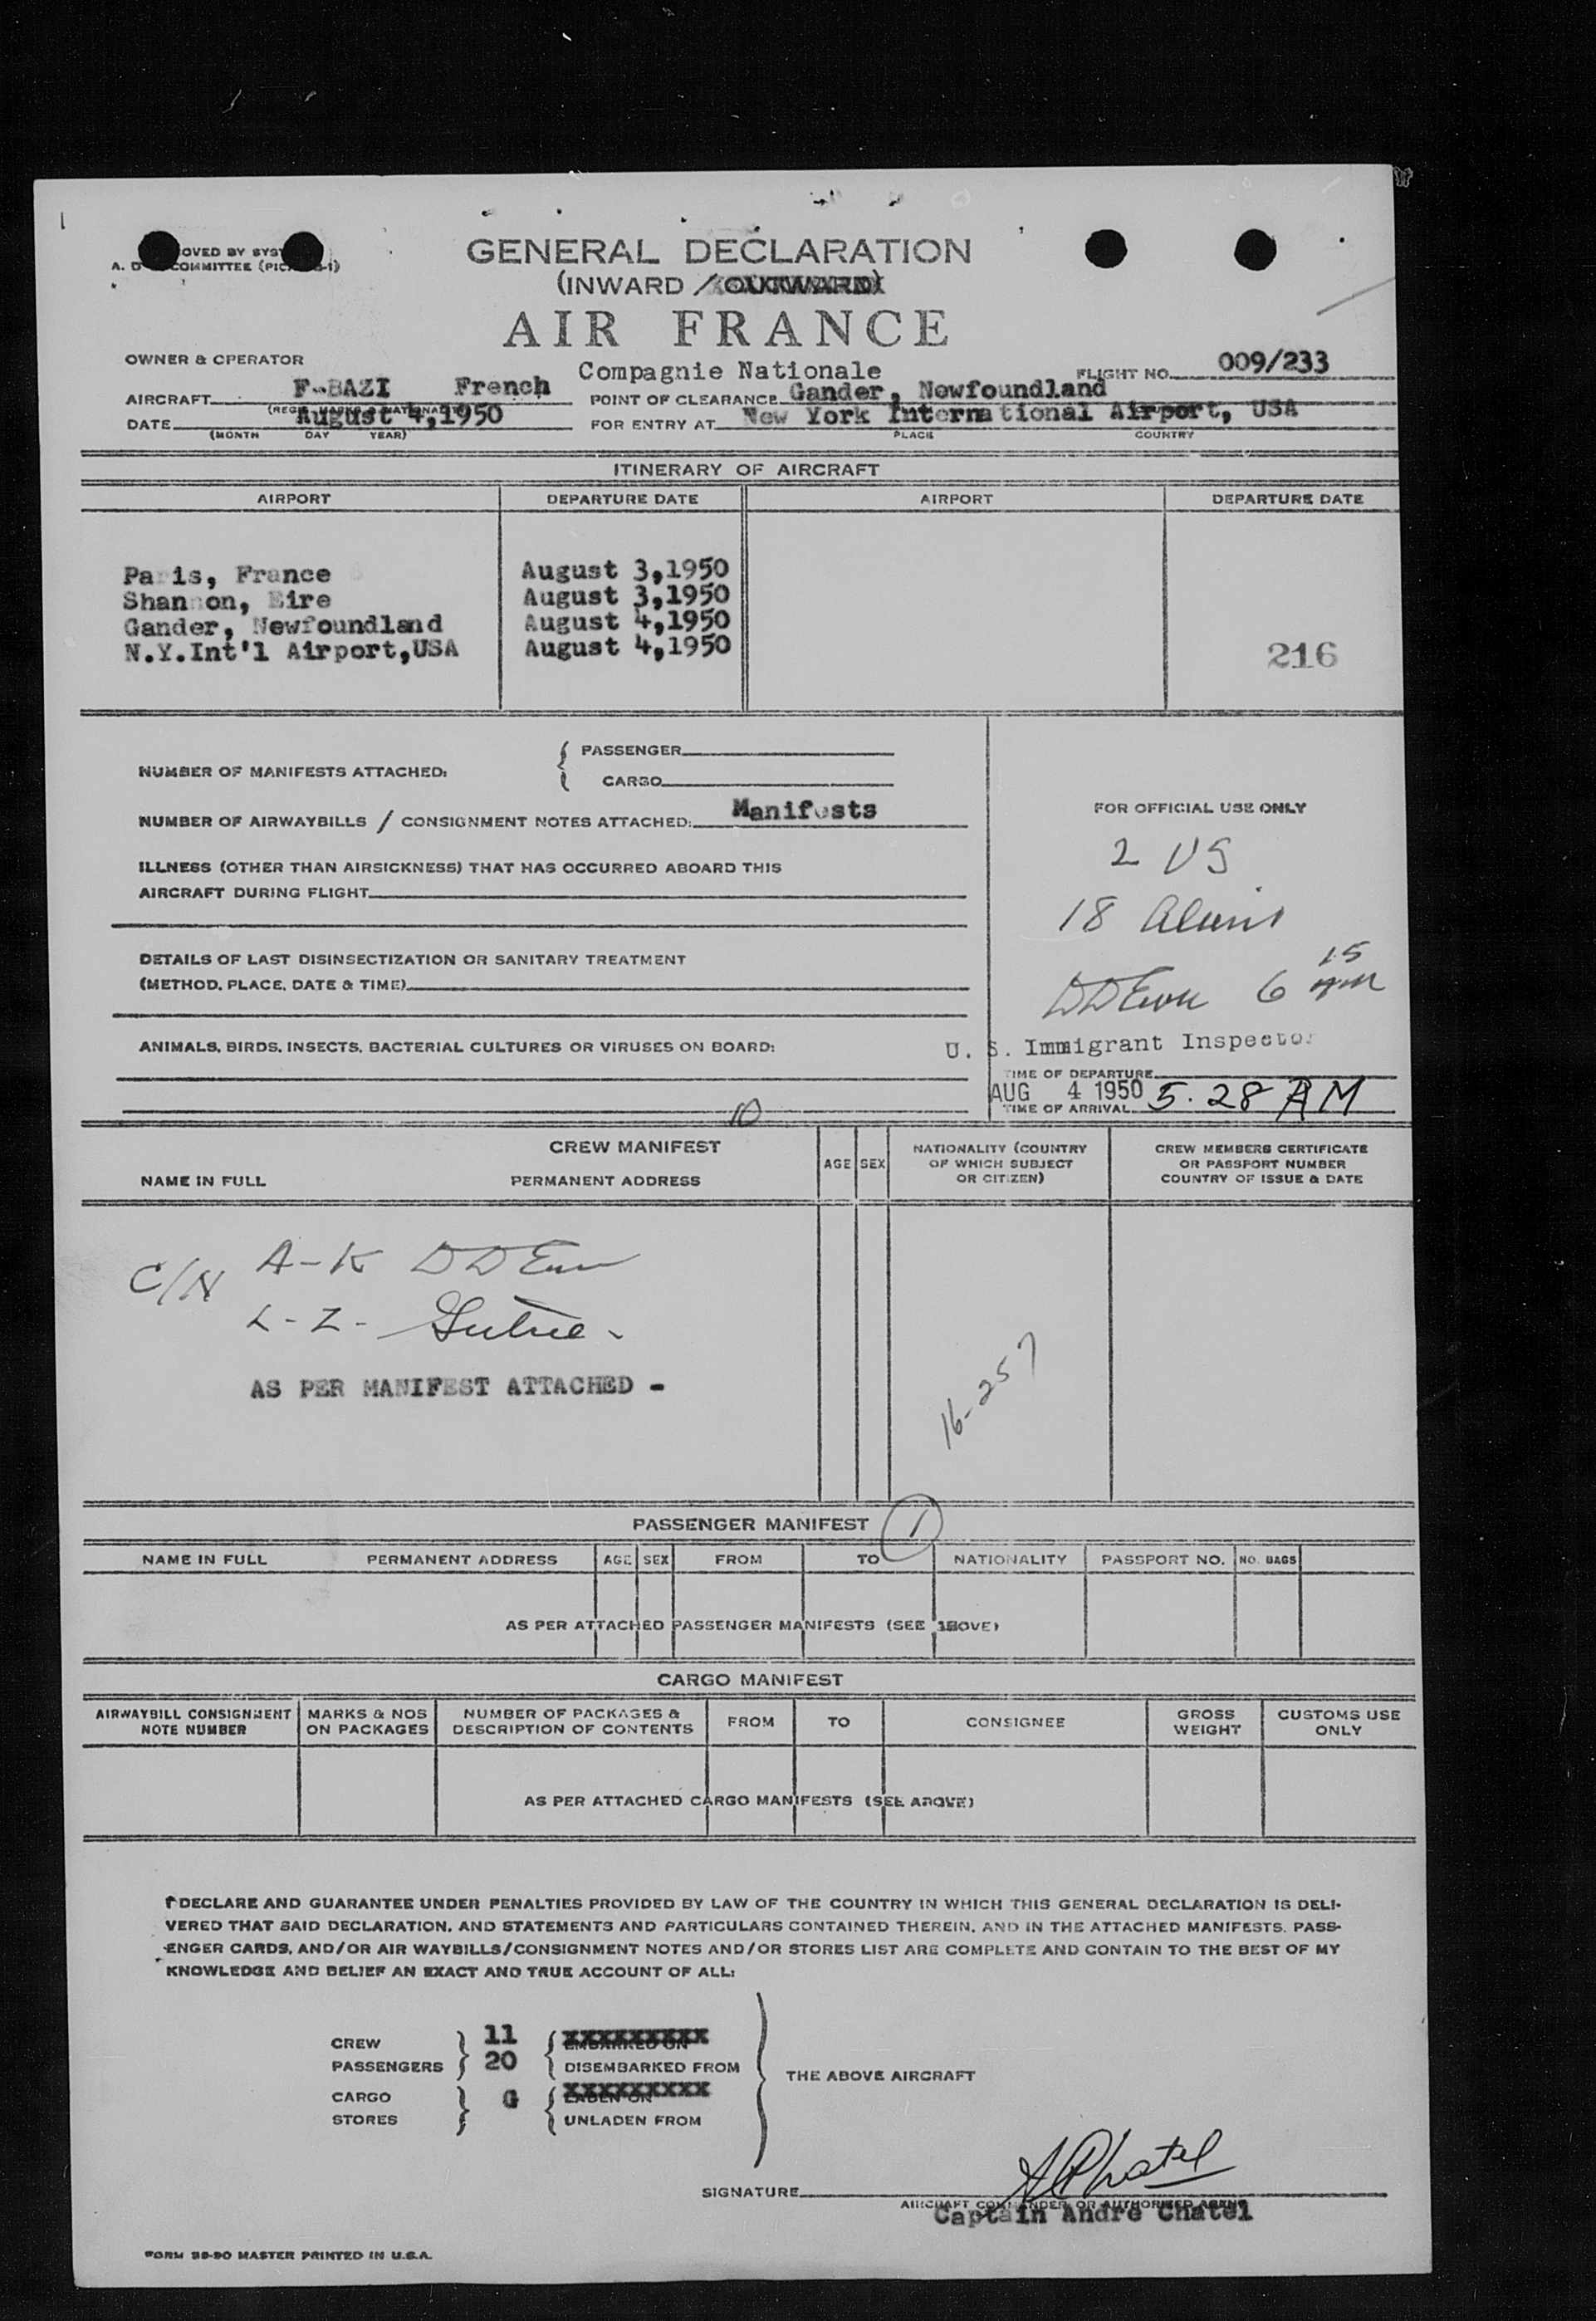 GENERAL DECLARATION
(INWARD /
AIR FRANCE
OWNER & OPERATOR
Compagnie Nationale
FLIGHT NO. 009/233
AIRCRAFT F-BAZI French
POINT OF CLEARANCE Gander, Newfoundland
DATE August 4,1950
FOR ENTRY AT New York International Airport, USA
(MONTH DAY YEAR)
PLACE COUNTRY
ITINERARY OF AIRCRAFT
AIRPORT DEPARTURE DATE AIRPORT DEPARTURE DATE
Paris, France August 3,1950
Shannon, Eire August 3,1950
Gander, Newfoundland August 4,1950
N.Y.Int'l Airport,USA August 4,1950
216
NUMBER OF MANIFESTS ATTACHED:
PASSENGER
CARGO
NUMBER OF AIRWAYBILLS / CONSIGNMENT NOTES ATTACHED: Manifests
ILLNESS (OTHER THAN AIRSICKNESS) THAT HAS OCCURRED ABOARD THIS
AIRCRAFT DURING FLIGHT
DETAILS OF LAST DISINSECTIZATION OR SANITARY TREATMENT
(METHOD, PLACE, DATE & TIME)
ANIMALS, BIRDS, INSECTS, BACTERIAL CULTURES OR VIRUSES ON BOARD:
10
FOR OFFICIAL USE ONLY
2 US
18 Aliens
6 15
U. S. Immigrant Inspector
TIME OF DEPARTURE
AUG 4 1950 5.28 AM
TIME OF ARRIVAL
CREW MANIFEST
NAME IN FULL PERMANENT ADDRESS
AGE SEX
NATIONALITY (COUNTRY
OF WHICH SUBJECT
OR CITIZEN)
CREW MEMBERS CERTIFICATE
OR PASSPORT NUMBER
COUNTRY OF ISSUE & DATE
C/N A-K
L-Z-
AS PER MANIFEST ATTACHED -
16-257
PASSENGER MANIFEST 1
NAME IN FULL PERMANENT ADDRESS AGE SEX FROM TO NATIONALITY PASSPORT NO. NO. BAGS
AS PER ATTACHED PASSENGER MANIFESTS (SEE ABOVE)
CARGO MANIFEST
AIRWAYBILL CONSIGNMENT
NOTE NUMBER
MARKS & NOS
ON PACKAGES
NUMBER OF PACKAGES &
DESCRIPTION OF CONTENTS
FROM TO CONSIGNEE
GROSS
WEIGHT
CUSTOMS USE
ONLY
AS PER ATTACHED CARGO MANIFESTS (SEE ABOVE)
I DECLARE AND GUARANTEE UNDER PENALTIES PROVIDED BY LAW OF THE COUNTRY IN WHICH THIS GENERAL DECLARATION IS DELI-
VERED THAT SAID DECLARATION, AND STATEMENTS AND PARTICULARS CONTAINED THEREIN, AND IN THE ATTACHED MANIFESTS, PASS-
ENGER CARDS, AND/OR AIR WAYBILLS/CONSIGNMENT NOTES AND/OR STORES LIST ARE COMPLETE AND CONTAIN TO THE BEST OF MY
KNOWLEDGE AND BELIEF AN EXACT AND TRUE ACCOUNT OF ALL:
CREW 11 XXXXXXXXX
PASSENGERS 20 DISEMBARKED FROM
THE ABOVE AIRCRAFT
CARGO XXXXXXXXX
STORES UNLADEN FROM
SIGNATURE A Chatel
AIRCRAFT COMMANDER OR AUTHORIZED AGENT
Captain Andre Chatel
FORM 99-90 MASTER PRINTED IN U.S.A.